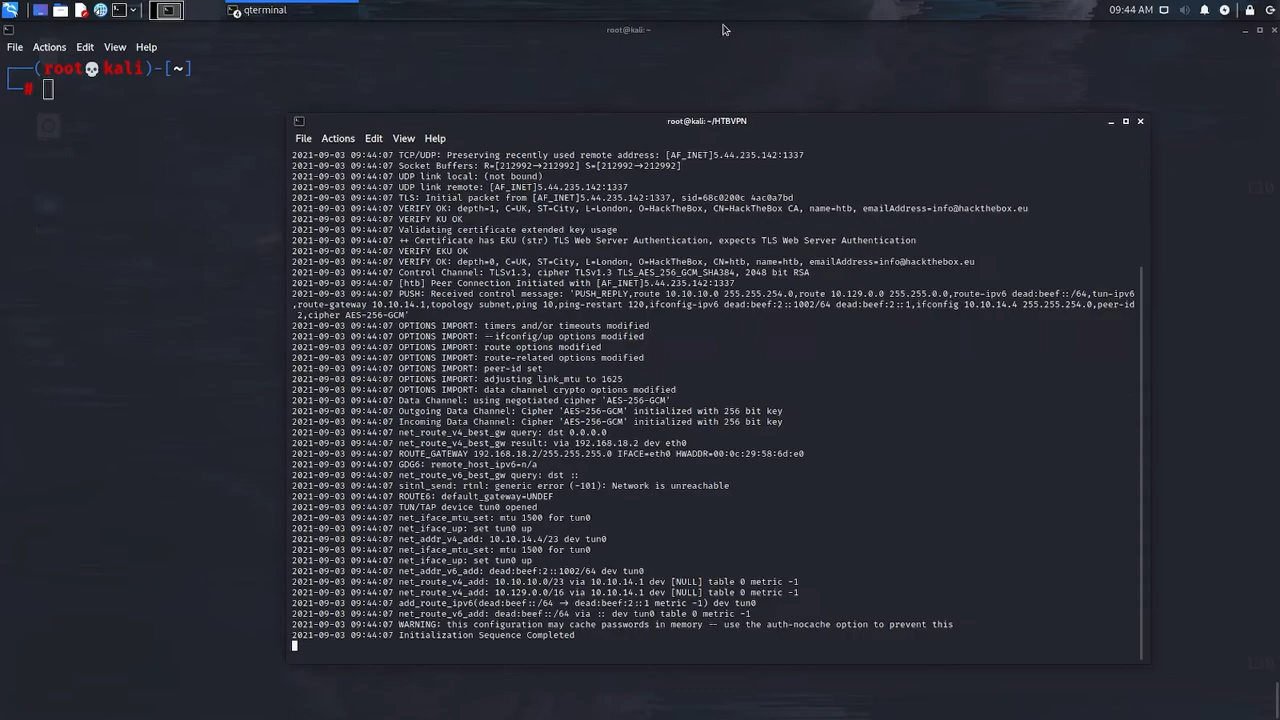 qterminal
09:44 AM
root@kali: ~
File Actions Edit View Help
(root💀kali)-[~]
#
root@kali: ~/HTBVPN
File Actions Edit View Help
2021-09-03 09:44:07 TCP/UDP: Preserving recently used remote address: [AF_INET]5.44.235.142:1337
2021-09-03 09:44:07 Socket Buffers: R=[212992→212992] S=[212992→212992]
2021-09-03 09:44:07 UDP link local: (not bound)
2021-09-03 09:44:07 UDP link remote: [AF_INET]5.44.235.142:1337
2021-09-03 09:44:07 TLS: Initial packet from [AF_INET]5.44.235.142:1337, sid=68c0200c 4ac0a7bd
2021-09-03 09:44:07 VERIFY OK: depth=1, C=UK, ST=City, L=London, O=HackTheBox, CN=HackTheBox CA, name=htb, emailAddress=info@hackthebox.eu
2021-09-03 09:44:07 VERIFY KU OK
2021-09-03 09:44:07 Validating certificate extended key usage
2021-09-03 09:44:07 ++ Certificate has EKU (str) TLS Web Server Authentication, expects TLS Web Server Authentication
2021-09-03 09:44:07 VERIFY EKU OK
2021-09-03 09:44:07 VERIFY OK: depth=0, C=UK, ST=City, L=London, O=HackTheBox, CN=htb, name=htb, emailAddress=info@hackthebox.eu
2021-09-03 09:44:07 Control Channel: TLSv1.3, cipher TLSv1.3 TLS_AES_256_GCM_SHA384, 2048 bit RSA
2021-09-03 09:44:07 [htb] Peer Connection Initiated with [AF_INET]5.44.235.142:1337
2021-09-03 09:44:07 PUSH: Received control message: 'PUSH_REPLY,route 10.10.10.0 255.255.254.0,route 10.129.0.0 255.255.0.0,route-ipv6 dead:beef::/64,tun-ipv6
,route-gateway 10.10.14.1,topology subnet,ping 10,ping-restart 120,ifconfig-ipv6 dead:beef:2::1002/64 dead:beef:2::1,ifconfig 10.10.14.4 255.255.254.0,peer-id
2,cipher AES-256-GCM'
2021-09-03 09:44:07 OPTIONS IMPORT: timers and/or timeouts modified
2021-09-03 09:44:07 OPTIONS IMPORT: --ifconfig/up options modified
2021-09-03 09:44:07 OPTIONS IMPORT: route options modified
2021-09-03 09:44:07 OPTIONS IMPORT: route-related options modified
2021-09-03 09:44:07 OPTIONS IMPORT: peer-id set
2021-09-03 09:44:07 OPTIONS IMPORT: adjusting link_mtu to 1625
2021-09-03 09:44:07 OPTIONS IMPORT: data channel crypto options modified
2021-09-03 09:44:07 Data Channel: using negotiated cipher 'AES-256-GCM'
2021-09-03 09:44:07 Outgoing Data Channel: Cipher 'AES-256-GCM' initialized with 256 bit key
2021-09-03 09:44:07 Incoming Data Channel: Cipher 'AES-256-GCM' initialized with 256 bit key
2021-09-03 09:44:07 net_route_v4_best_gw query: dst 0.0.0.0
2021-09-03 09:44:07 net_route_v4_best_gw result: via 192.168.18.2 dev eth0
2021-09-03 09:44:07 ROUTE_GATEWAY 192.168.18.2/255.255.255.0 IFACE=eth0 HWADDR=00:0c:29:58:6d:e0
2021-09-03 09:44:07 GDG6: remote_host_ipv6=n/a
2021-09-03 09:44:07 net_route_v6_best_gw query: dst ::
2021-09-03 09:44:07 sitnl_send: rtnl: generic error (-101): Network is unreachable
2021-09-03 09:44:07 ROUTE6: default_gateway=UNDEF
2021-09-03 09:44:07 TUN/TAP device tun0 opened
2021-09-03 09:44:07 net_iface_mtu_set: mtu 1500 for tun0
2021-09-03 09:44:07 net_iface_up: set tun0 up
2021-09-03 09:44:07 net_addr_v4_add: 10.10.14.4/23 dev tun0
2021-09-03 09:44:07 net_iface_mtu_set: mtu 1500 for tun0
2021-09-03 09:44:07 net_iface_up: set tun0 up
2021-09-03 09:44:07 net_addr_v6_add: dead:beef:2::1002/64 dev tun0
2021-09-03 09:44:07 net_route_v4_add: 10.10.10.0/23 via 10.10.14.1 dev [NULL] table 0 metric -1
2021-09-03 09:44:07 net_route_v4_add: 10.129.0.0/16 via 10.10.14.1 dev [NULL] table 0 metric -1
2021-09-03 09:44:07 add_route_ipv6(dead:beef::/64 → dead:beef:2::1 metric -1) dev tun0
2021-09-03 09:44:07 net_route_v6_add: dead:beef::/64 via :: dev tun0 table 0 metric -1
2021-09-03 09:44:07 WARNING: this configuration may cache passwords in memory -- use the auth-nocache option to prevent this
2021-09-03 09:44:07 Initialization Sequence Completed